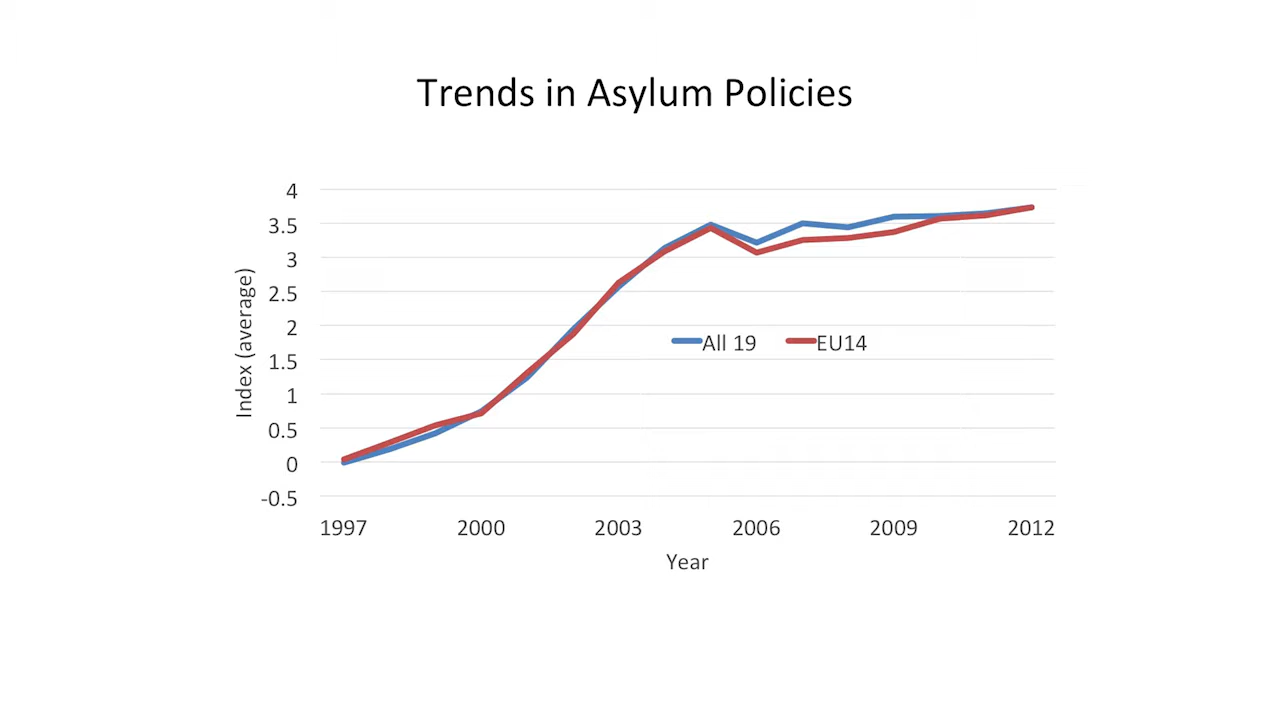 Trends in Asylum Policies
4
3.5
3
2.5
2
1.5
1
0.5
0
-0.5
Index (average)
All 19 EU14
1997 2000 2003 2006 2009 2012
Year